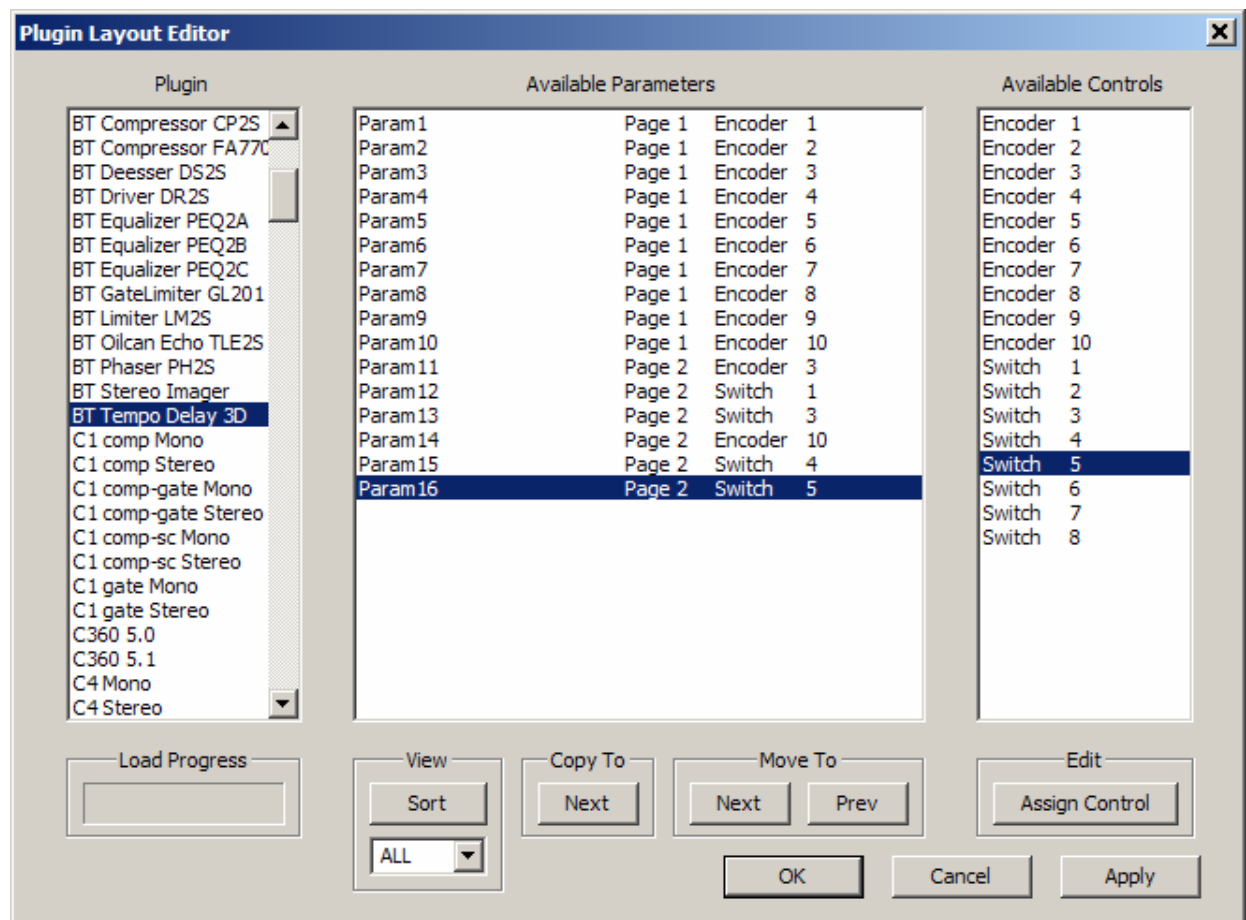 Plugin Layout Editor
Plugin
BT Compressor CP2S
BT Compressor FA770
BT Deesser DS2S
BT Driver DR2S
BT Equalizer PEQ2A
BT Equalizer PEQ2B
BT Equalizer PEQ2C
BT GateLimiter GL201
BT Limiter LM2S
BT Oilcan Echo TLE2S
BT Phaser PH2S
BT Stereo Imager
BT Tempo Delay 3D
C1 comp Mono
C1 comp Stereo
C1 comp-gate Mono
C1 comp-gate Stereo
C1 comp-sc Mono
C1 comp-sc Stereo
C1 gate Mono
C1 gate Stereo
C360 5.0
C360 5.1
C4 Mono
C4 Stereo
Available Parameters
Param1 Page 1 Encoder 1
Param2 Page 1 Encoder 2
Param3 Page 1 Encoder 3
Param4 Page 1 Encoder 4
Param5 Page 1 Encoder 5
Param6 Page 1 Encoder 6
Param7 Page 1 Encoder 7
Param8 Page 1 Encoder 8
Param9 Page 1 Encoder 9
Param10 Page 1 Encoder 10
Param11 Page 2 Encoder 3
Param12 Page 2 Switch 1
Param13 Page 2 Switch 3
Param14 Page 2 Encoder 10
Param15 Page 2 Switch 4
Param16 Page 2 Switch 5
Available Controls
Encoder 1
Encoder 2
Encoder 3
Encoder 4
Encoder 5
Encoder 6
Encoder 7
Encoder 8
Encoder 9
Encoder 10
Switch 1
Switch 2
Switch 3
Switch 4
Switch 5
Switch 6
Switch 7
Switch 8
Load Progress
View
Sort
ALL
Copy To
Next
Move To
Next
Prev
Edit
Assign Control
OK
Cancel
Apply